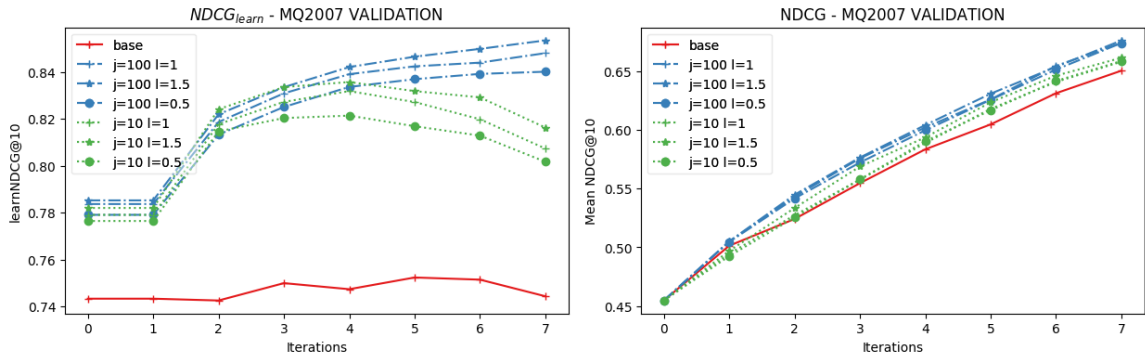 NDCG_learn - MQ2007 VALIDATION
base
j=100 l=1
j=100 l=1.5
j=100 l=0.5
j=10 l=1
j=10 l=1.5
j=10 l=0.5
learnNDCG@10
0.84
0.82
0.80
0.78
0.76
0.74
0 1 2 3 4 5 6 7
Iterations
NDCG - MQ2007 VALIDATION
base
j=100 l=1
j=100 l=1.5
j=100 l=0.5
j=10 l=1
j=10 l=1.5
j=10 l=0.5
Mean NDCG@10
0.65
0.60
0.55
0.50
0.45
0 1 2 3 4 5 6 7
Iterations